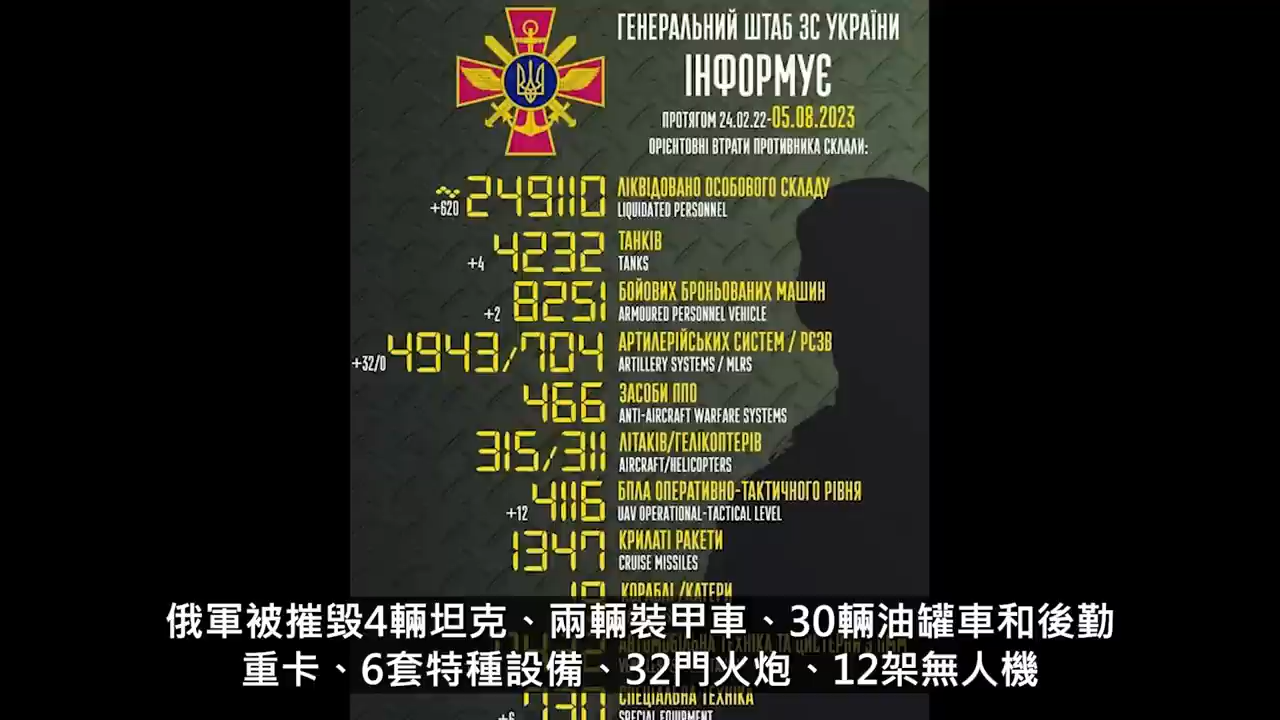 ГЕНЕРАЛЬНИЙ ШТАБ ЗС УКРАЇНИ
ІНФОРМУЄ
ПРОТЯГОМ 24.02.22-05.08.2023
ОРІЄНТОВНІ ВТРАТИ ПРОТИВНИКА СКЛАЛИ:
+620 ~249110 ЛІКВІДОВАНО ОСОБОВОГО СКЛАДУ
LIQUIDATED PERSONNEL
+4 4232 ТАНКІВ
TANKS
+2 8251 БОЙОВИХ БРОНЬОВАНИХ МАШИН
ARMOURED PERSONNEL VEHICLE
+32/0 4943/704 АРТИЛЕРІЙСЬКИХ СИСТЕМ / РСЗВ
ARTILLERY SYSTEMS / MLRS
466 ЗАСОБИ ППО
ANTI-AIRCRAFT WARFARE SYSTEMS
315/311 ЛІТАКІВ/ГЕЛІКОПТЕРІВ
AIRCRAFT/HELICOPTERS
+12 4116 БПЛА ОПЕРАТИВНО-ТАКТИЧНОГО РІВНЯ
UAV OPERATIONAL-TACTICAL LEVEL
1347 КРИЛАТІ РАКЕТИ
CRUISE MISSILES
КОРАБЛІ /КАТЕРИ
俄軍被摧毀4輛坦克、兩輛裝甲車、30輛油罐車和後勤
重卡、6套特種設備、32門火炮、12架無人機
+6 730 СПЕЦІАЛЬНА ТЕХНІКА
SPECIAL EQUIPMENT